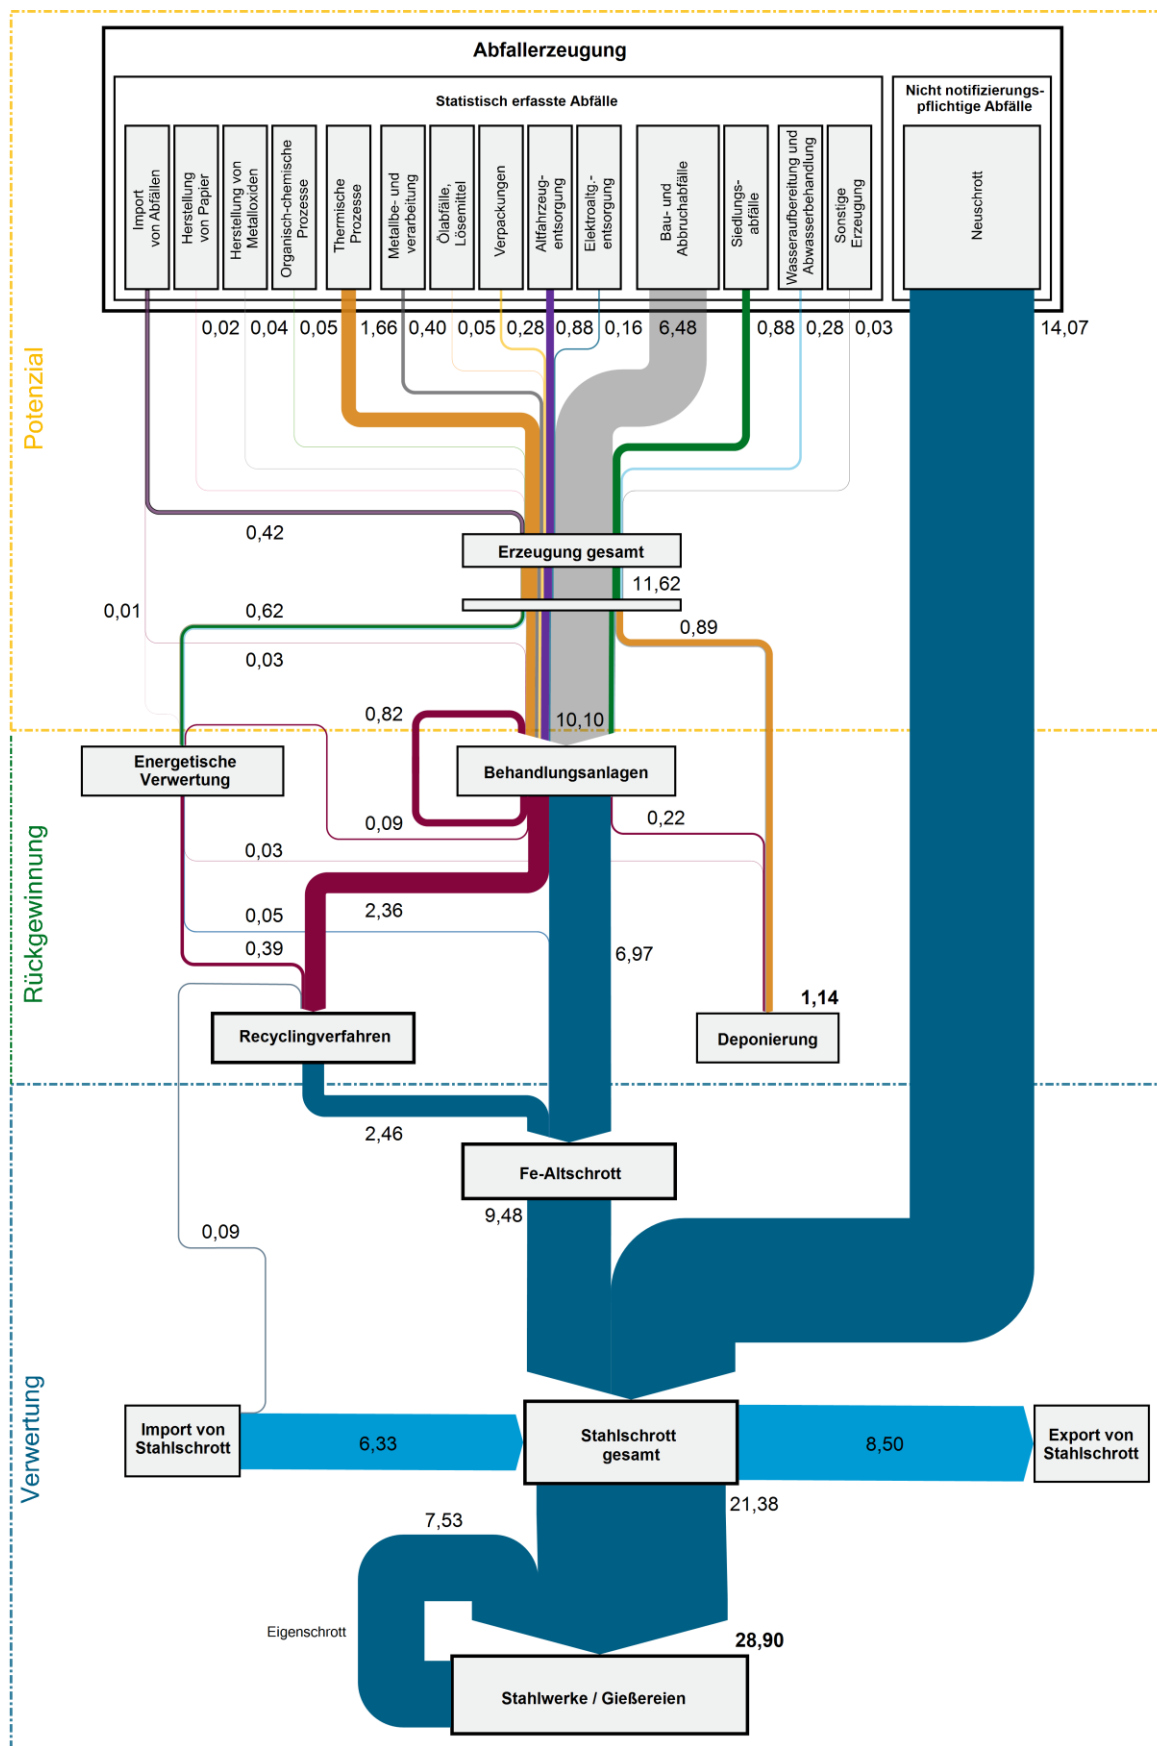 Abfallerzeugung
Statistisch erfasste Abfälle
Nicht notifizierungs-
pflichtige Abfälle
Import
von Abfällen
Herstellung
von Papier
Herstellung von
Metalloxiden
Organisch-chemische
Prozesse
Thermische
Prozesse
Metallbe- und
verarbeitung
Ölabfälle,
Lösemittel
Verpackungen
Altfahrzeug-
entsorgung
Elektroaltg.-
entsorgung
Bau- und
Abbruchabfälle
Siedlungs-
abfälle
Wasseraufbereitung und
Abwasserbehandlung
Sonstige
Erzeugung
Neuschrott
0,02
0,04
0,05
1,66
0,40
0,05
0,28
0,88
0,16
6,48
0,88
0,28
0,03
14,07
Potenzial
0,42
Erzeugung gesamt
11,62
0,01
0,62
0,89
0,03
0,82
10,10
Energetische
Verwertung
Behandlungsanlagen
Rückgewinnung
0,09
0,22
0,03
2,36
0,05
0,39
6,97
1,14
Recyclingverfahren
Deponierung
2,46
Fe-Altschrott
9,48
0,09
Verwertung
Import von
Stahlschrott
6,33
Stahlschrott
gesamt
8,50
Export von
Stahlschrott
21,38
7,53
Eigenschrott
28,90
Stahlwerke / Gießereien